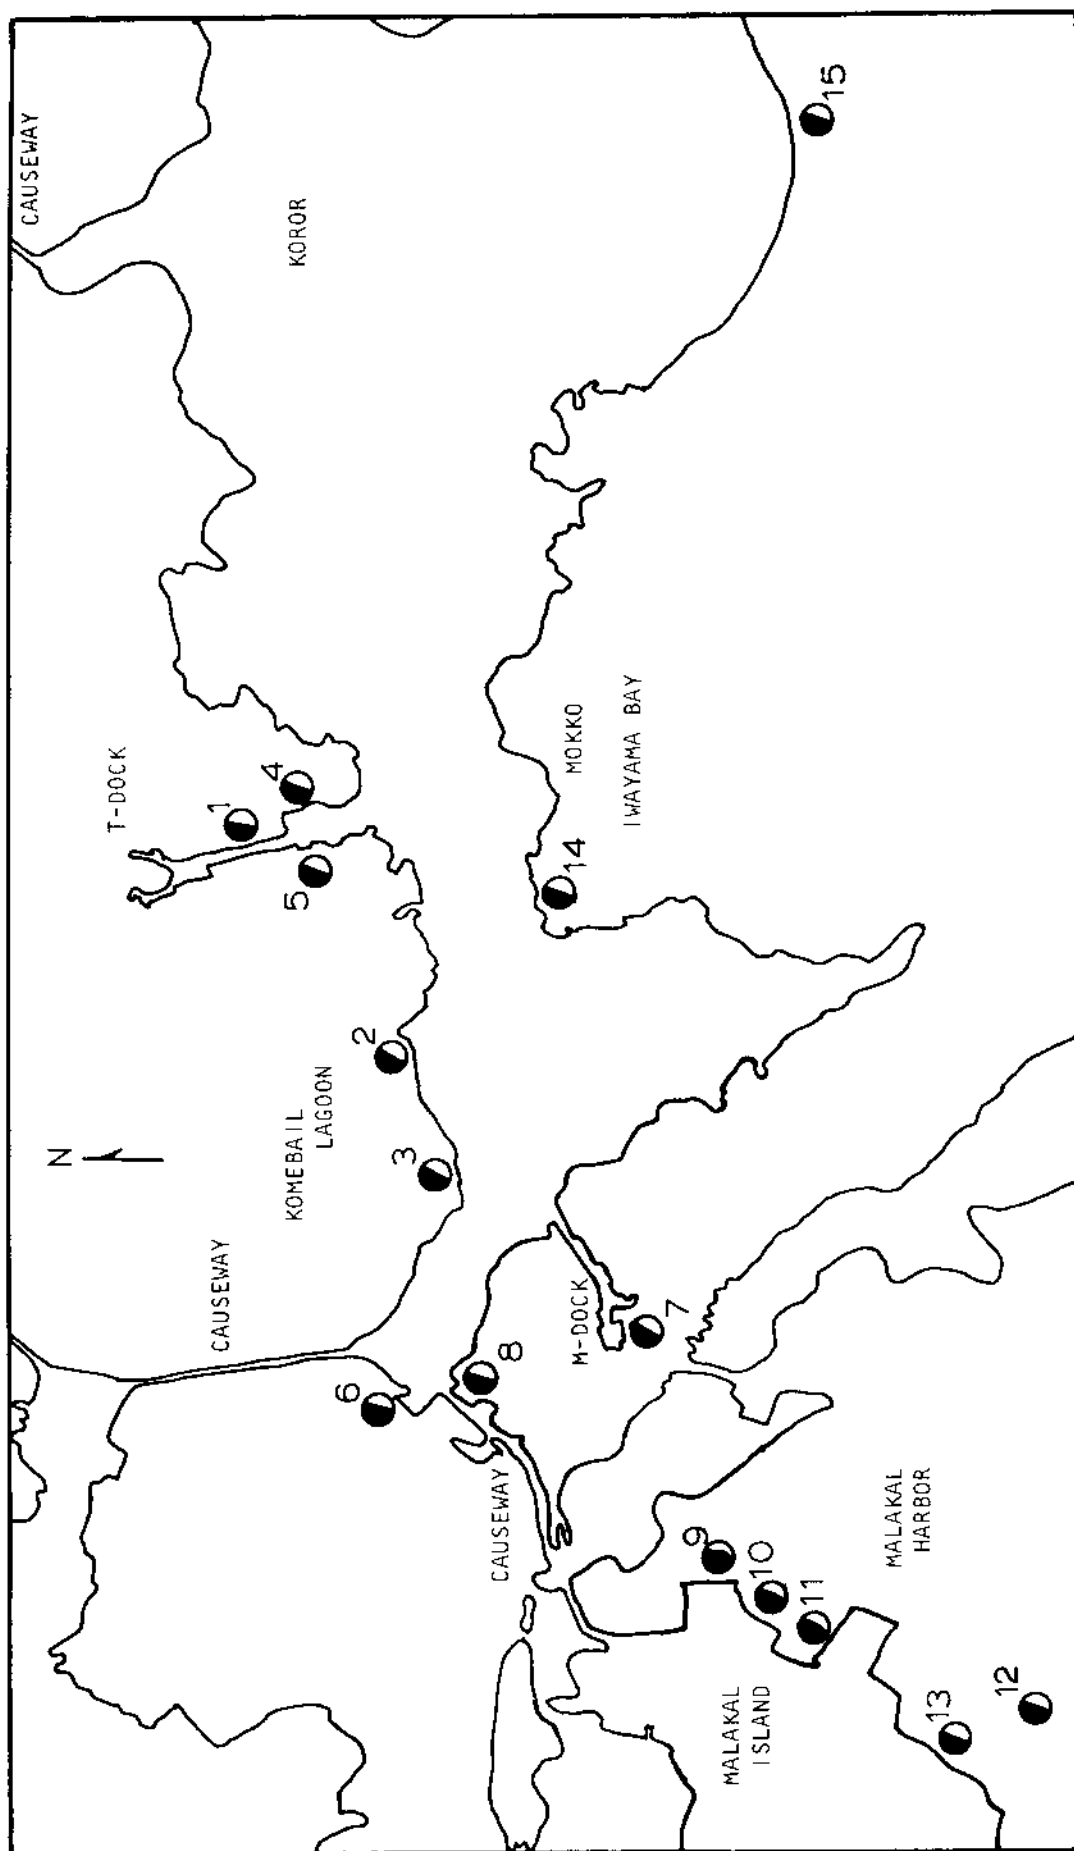 CAUSEWAY
KOROR
15
T-DOCK
1
4
5
N
KOMEBAIL
LAGOON
2
3
CAUSEWAY
MOKKO
IWAYAMA BAY
14
6
8
M-DOCK
7
CAUSEWAY
9
10
11
MALAKAL
HARBOR
MALAKAL
ISLAND
13
12